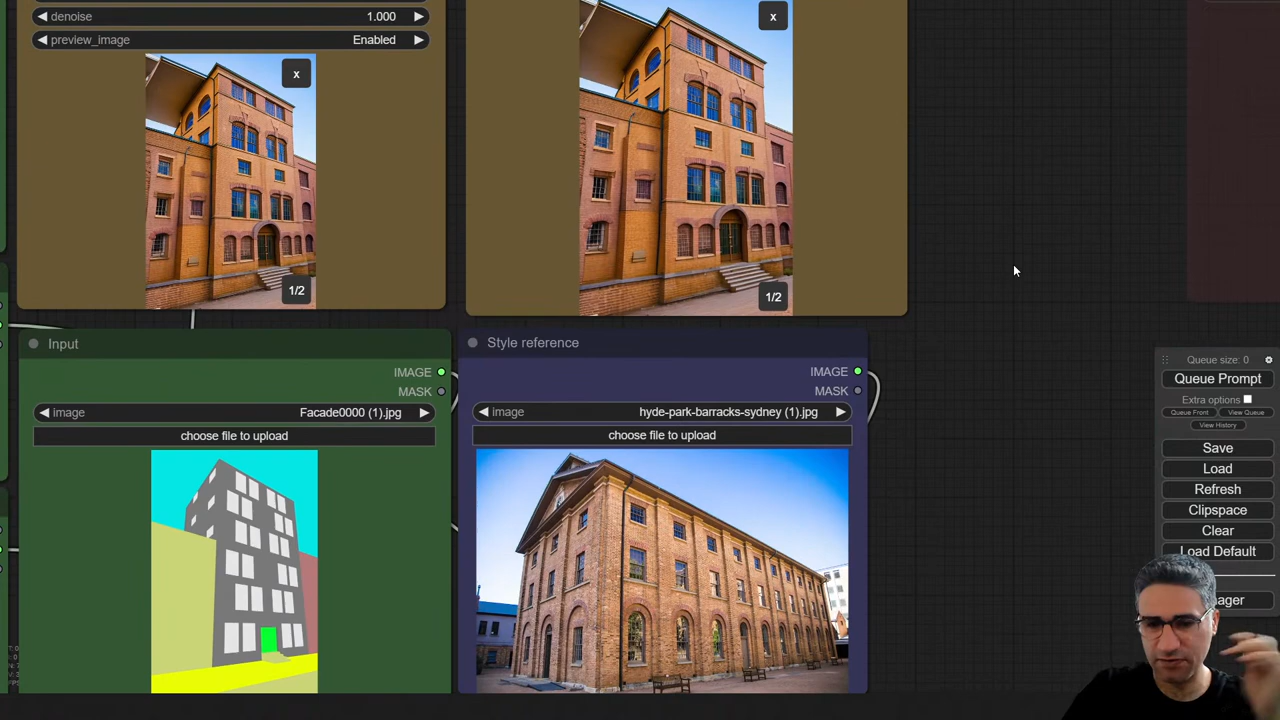 denoise 1.000
preview_image Enabled
x
1/2
x
1/2
Input
IMAGE
MASK
image Facade0000 (1).jpg
choose file to upload
Style reference
IMAGE
MASK
image hyde-park-barracks-sydney (1).jpg
choose file to upload
Queue size: 0
Queue Prompt
Extra options
Queue Front View Queue
View History
Save
Load
Refresh
Clipspace
Clear
Load Default
ager